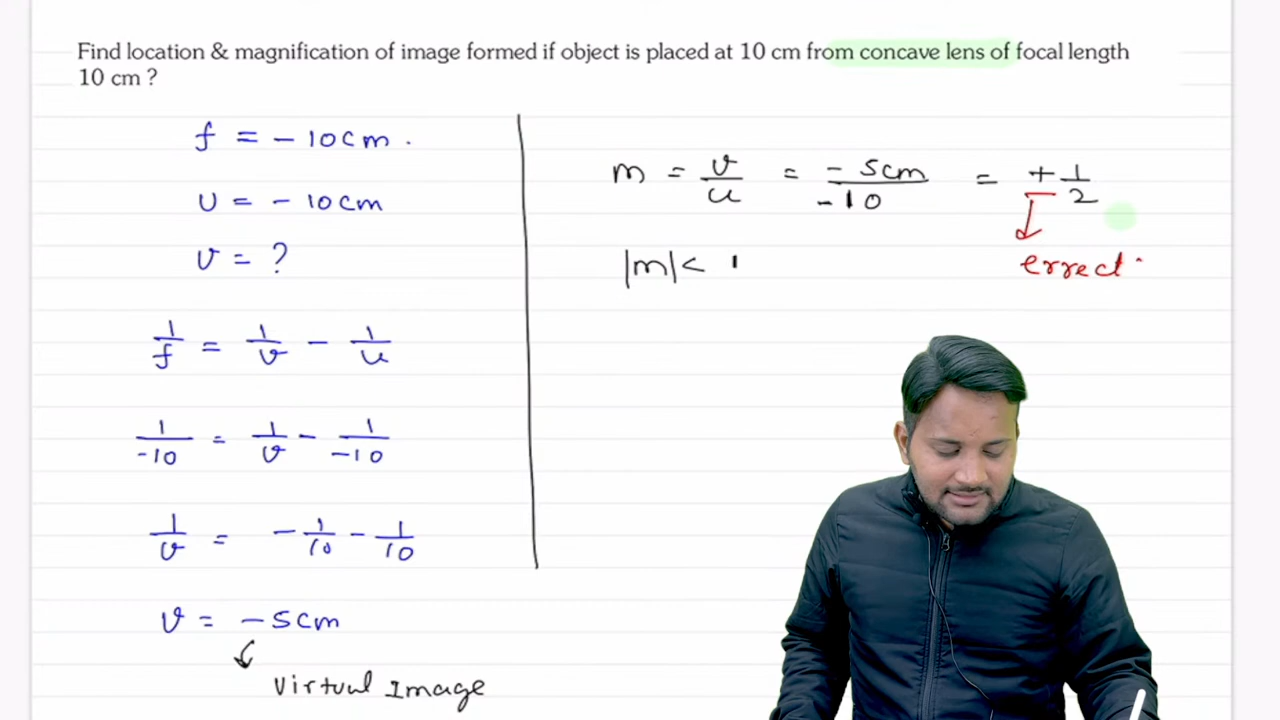 Find location & magnification of image formed if object is placed at 10 cm from concave lens of focal length
10 cm ?
f = - 10cm .
u = - 10cm
v = ?
1/f = 1/v - 1/u
1/-10 = 1/v - 1/-10
1/v = - 1/10 - 1/10
v = - 5cm
↓
Virtual Image
m = v/u = - 5cm/-10 = + 1/2
↓
errect .
|m| < 1